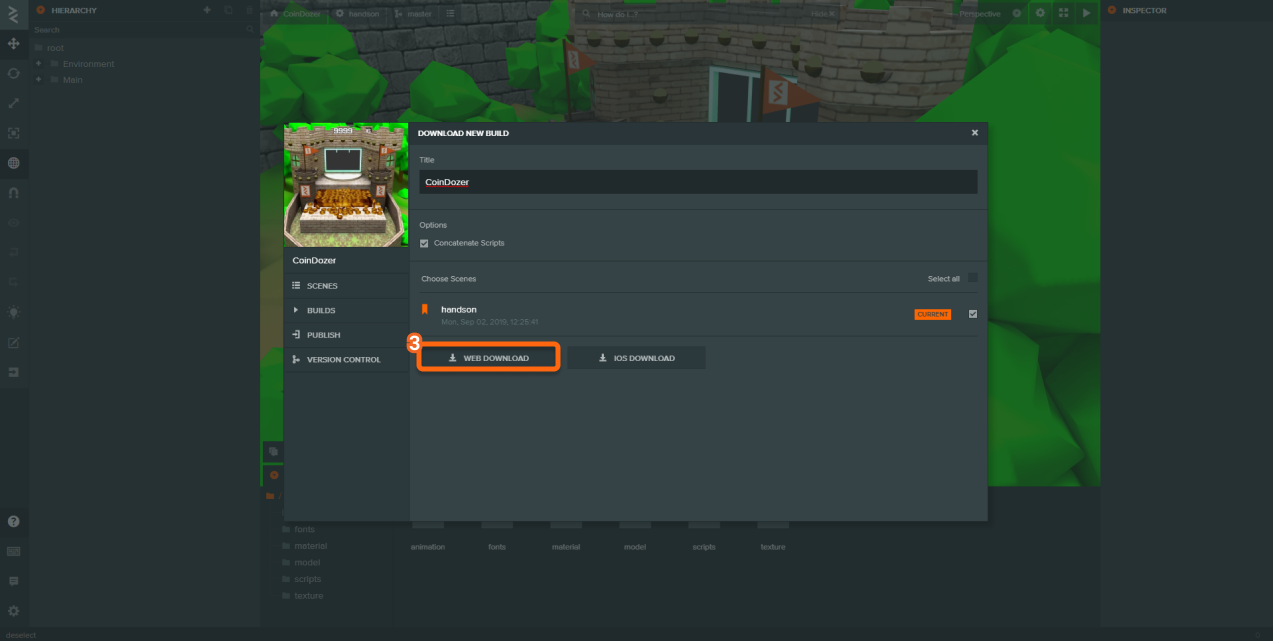 HIERARCHY
CoinDozer
handson
master
How do I...?
Hide
Perspective
INSPECTOR
Search
root
Environment
Main
9999
DOWNLOAD NEW BUILD
Title
CoinDozer
Options
Concatenate Scripts
CoinDozer
Choose Scenes
Select all
SCENES
handson
CURRENT
BUILDS
Mon, Sep 02, 2019, 12:25
PUBLISH
3
WEB DOWNLOAD
IOS DOWNLOAD
VERSION CONTROL
/
fonts
material
model
scripts
texture
animation
fonts
material
model
scripts
texture
deselect